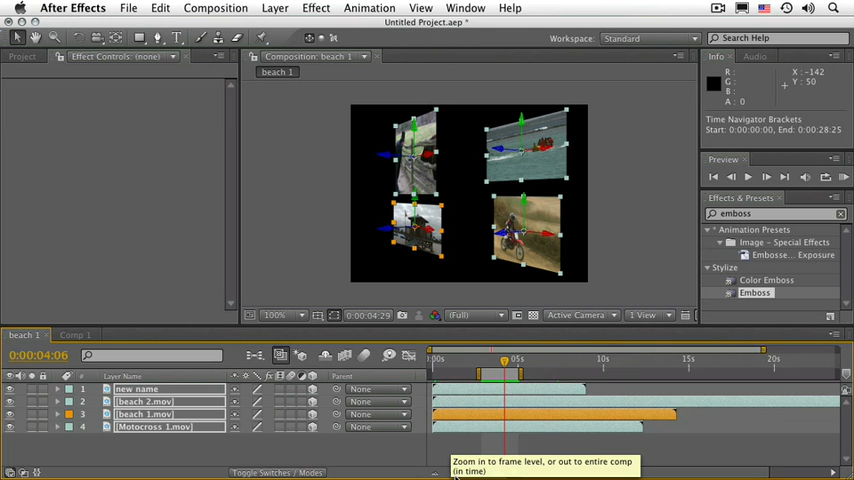 After Effects File Edit Composition Layer Effect Animation View Window Help
Untitled Project.aep *
Workspace: Standard Search Help
Project Effect Controls: (none) Composition: beach 1 Info Audio
beach 1
R : X : -142
G : Y : 50
B :
A : 0
Time Navigator Brackets
Start: 0:00:00:00, End: 0:00:28:25
Preview
Effects & Presets
emboss
* Animation Presets
Image - Special Effects
Embosse... Exposure
Stylize
Color Emboss
Emboss
100% 0:00:04:29 (Full) Active Camera 1 View
beach 1 Comp 1
0:00:04:06
:00s 05s 10s 15s 20s
# Layer Name Parent
1 new name None
2 [beach 2.mov] None
3 [beach 1.mov] None
4 [Motocross 1.mov] None
Zoom in to frame level, or out to entire comp
(in time)
Toggle Switches / Modes